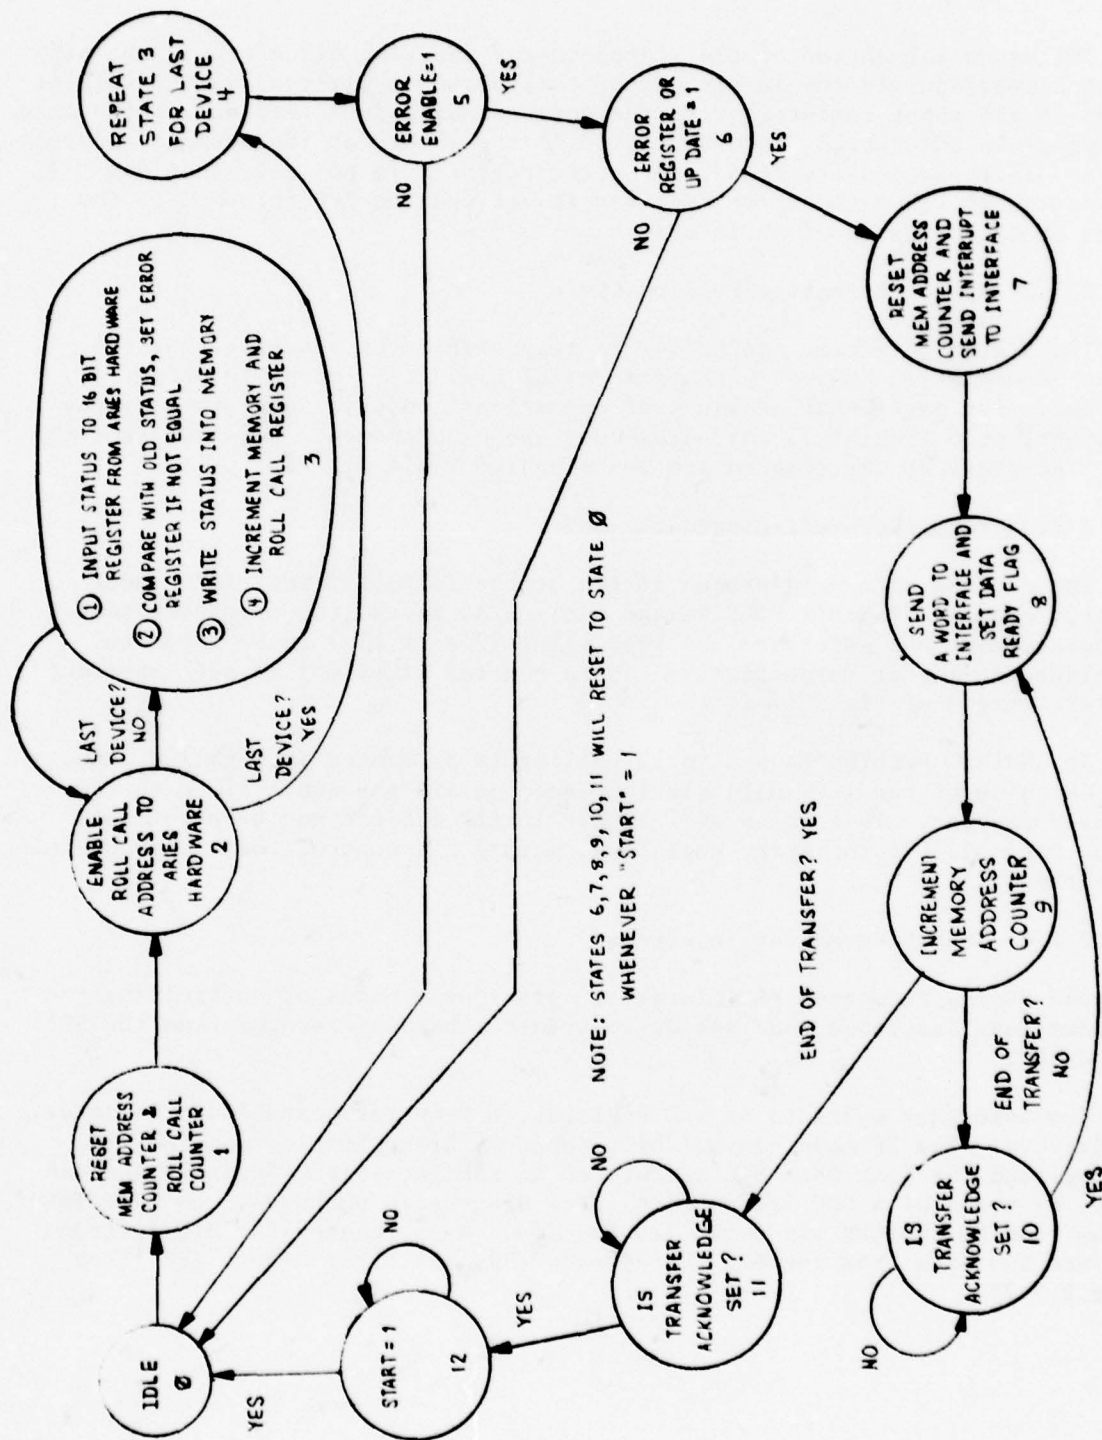 IDLE
0
RESET
MEM ADDRESS
COUNTER &
ROLL CALL
COUNTER
1
ENABLE
ROLL CALL
ADDRESS TO
ARIES
HARDWARE
2
LAST
DEVICE?
NO
LAST
DEVICE?
YES
① INPUT STATUS TO 16 BIT
REGISTER FROM ARIES HARDWARE
② COMPARE WITH OLD STATUS, SET ERROR
REGISTER IF NOT EQUAL
③ WRITE STATUS INTO MEMORY
④ INCREMENT MEMORY AND
ROLL CALL REGISTER
3
REPEAT
STATE 3
FOR LAST
DEVICE
4
ERROR
ENABLE=1
5
NO
YES
ERROR
REGISTER OR
UP DATE = 1
6
NO
YES
RESET
MEM ADDRESS
COUNTER AND
SEND INTERRUPT
TO INTERFACE
7
SEND
A WORD TO
INTERFACE AND
SET DATA
READY FLAG
8
INCREMENT
MEMORY
ADDRESS
COUNTER
9
END OF TRANSFER? YES
END OF
TRANSFER?
NO
IS
TRANSFER
ACKNOWLEDGE
SET?
10
NO
YES
IS
TRANSFER
ACKNOWLEDGE
SET?
11
NO
YES
START = 1
12
NO
YES
NOTE: STATES 6,7,8,9,10,11 WILL RESET TO STATE Ø
WHENEVER "START" = 1